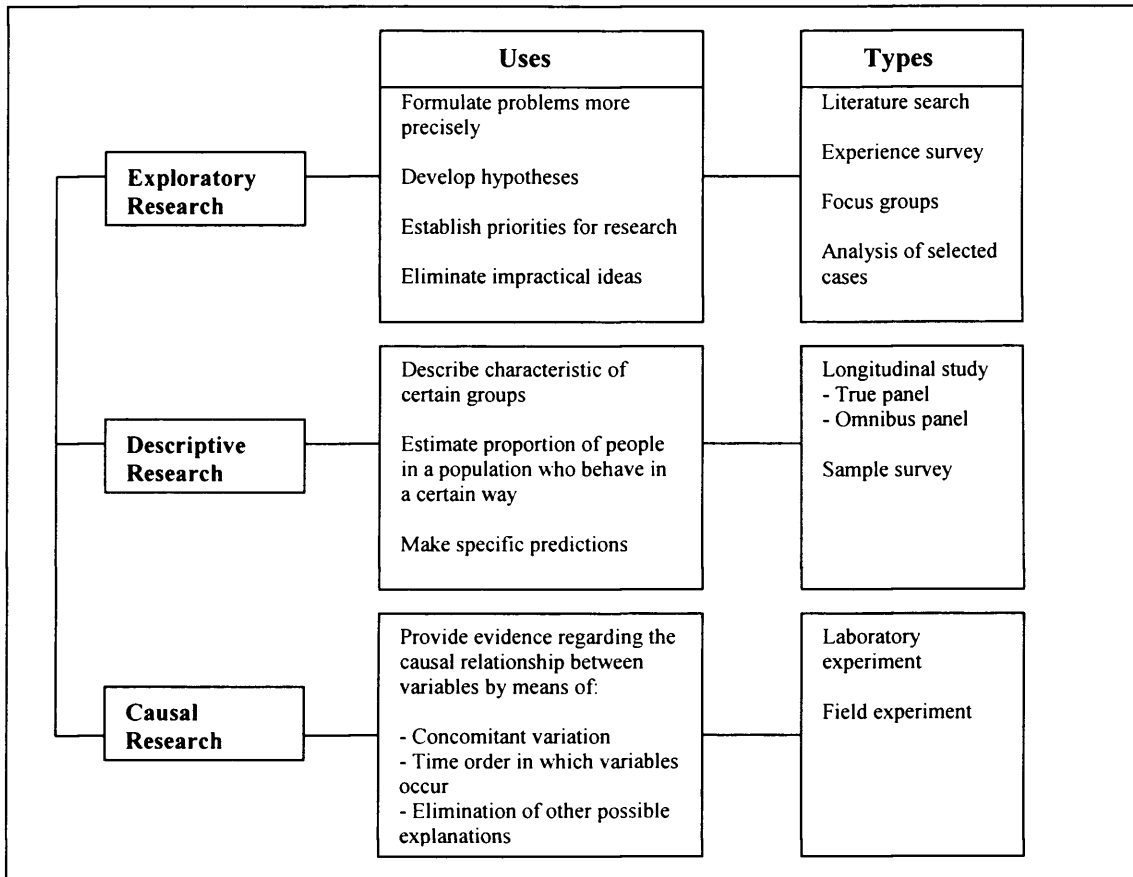 Uses
Types
Exploratory
Research
Formulate problems more
precisely
Develop hypotheses
Establish priorities for research
Eliminate impractical ideas
Literature search
Experience survey
Focus groups
Analysis of selected
cases
Descriptive
Research
Describe characteristic of
certain groups
Estimate proportion of people
in a population who behave in
a certain way
Make specific predictions
Longitudinal study
- True panel
- Omnibus panel
Sample survey
Causal
Research
Provide evidence regarding the
causal relationship between
variables by means of:
- Concomitant variation
- Time order in which variables
occur
- Elimination of other possible
explanations
Laboratory
experiment
Field experiment